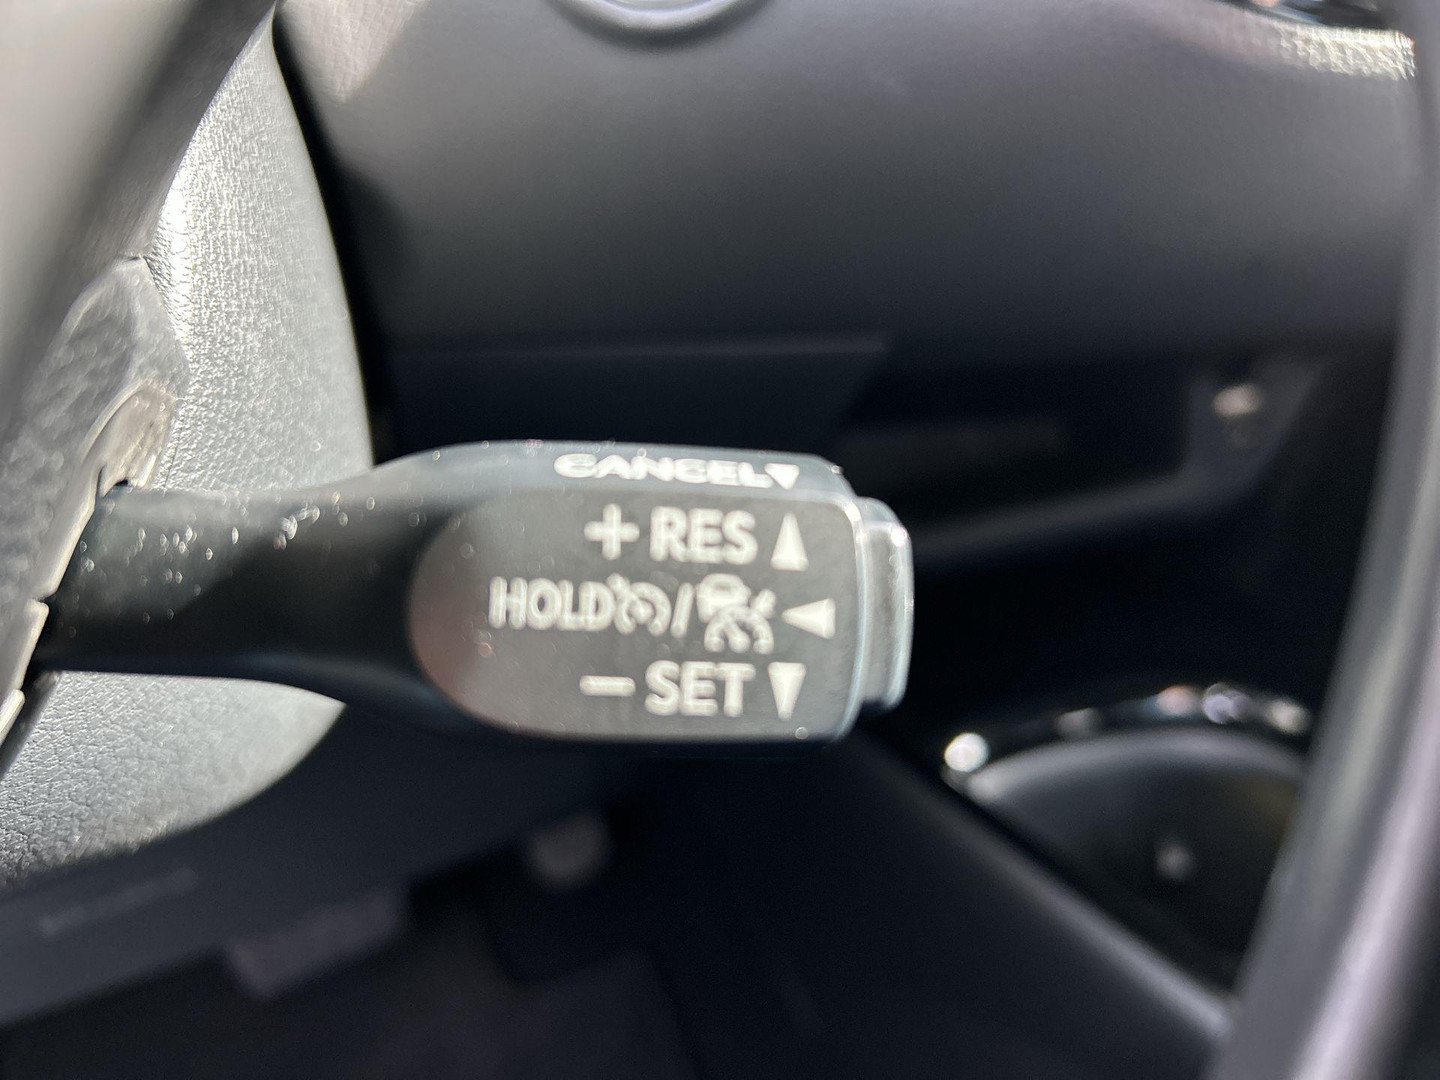 CANCEL▼
+ RES ▲
HOLD / ◀
− SET ▼